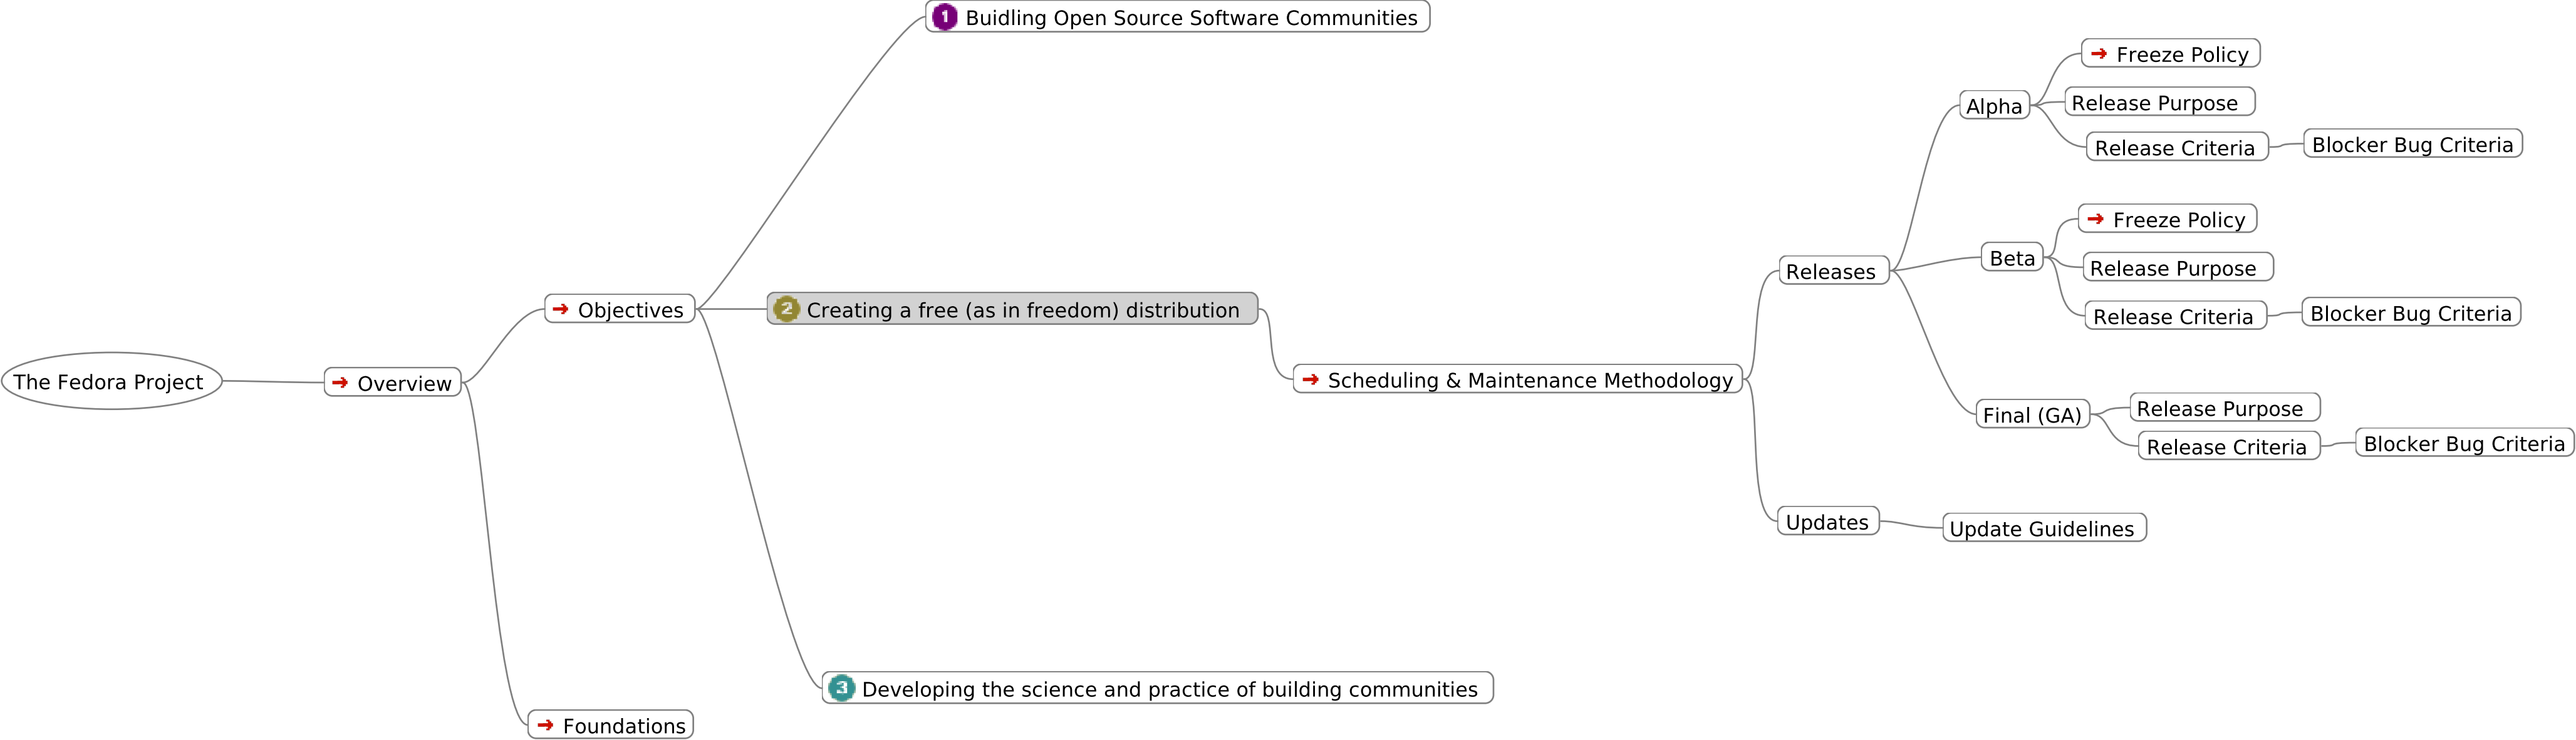 The Fedora Project
Overview
Objectives
1 Buidling Open Source Software Communities
2 Creating a free (as in freedom) distribution
Scheduling & Maintenance Methodology
Releases
Alpha
Freeze Policy
Release Purpose
Release Criteria
Blocker Bug Criteria
Beta
Freeze Policy
Release Purpose
Release Criteria
Blocker Bug Criteria
Final (GA)
Release Purpose
Release Criteria
Blocker Bug Criteria
Updates
Update Guidelines
3 Developing the science and practice of building communities
Foundations